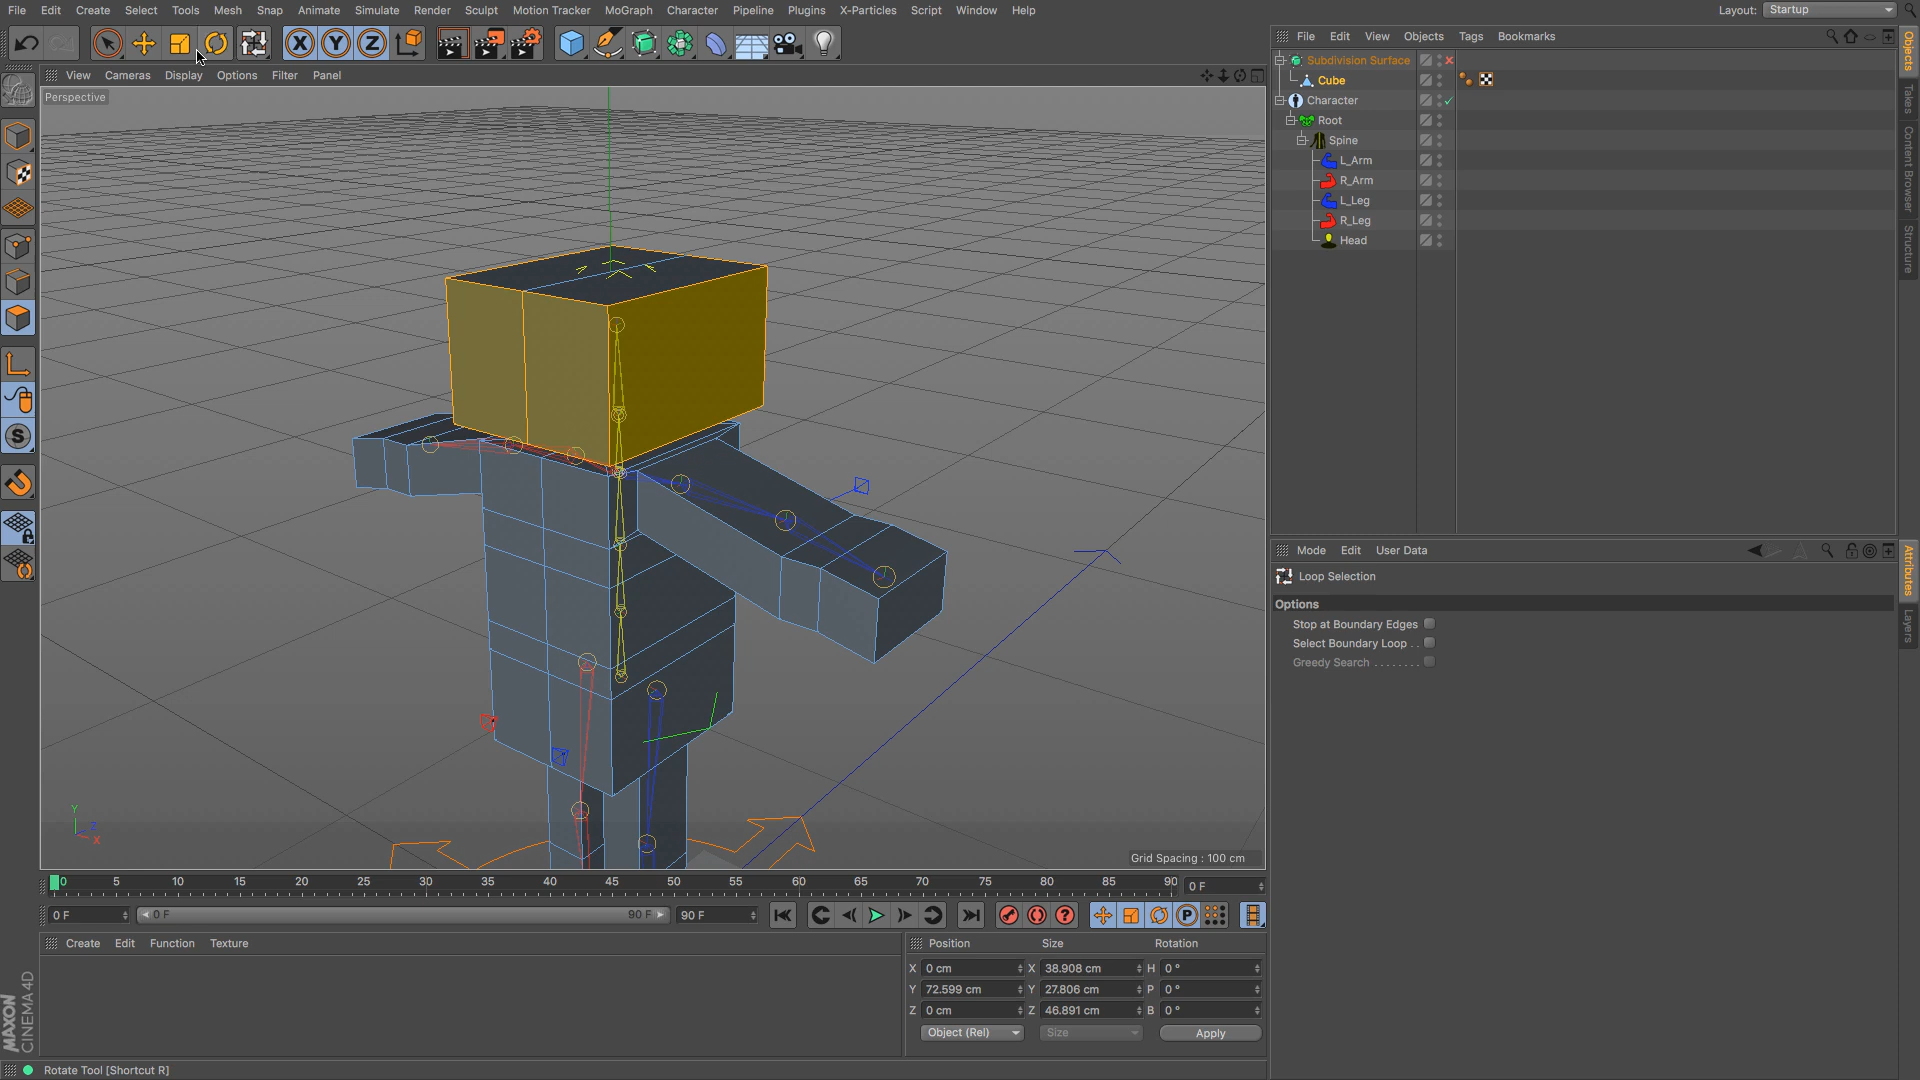 File Edit Create Select Tools Mesh Snap Animate Simulate Render Sculpt Motion Tracker MoGraph Character Pipeline Plugins X-Particles Script Window Help Layout: Startup
X Y Z
File Edit View Objects Tags Bookmarks
View Cameras Display Options Filter Panel
Perspective
Subdivision Surface
Cube
Character
Root
Spine
L_Arm
R_Arm
L_Leg
R_Leg
Head
Objects
Takes
Content Browser
Structure
Mode Edit User Data
Loop Selection
Options
Stop at Boundary Edges
Select Boundary Loop . .
Greedy Search . . . . . . . .
Attributes
Layers
Y
Z
X
Grid Spacing : 100 cm
0 5 10 15 20 25 30 35 40 45 50 55 60 65 70 75 80 85 90 0 F
0 F 0 F 90 F 90 F
P
Create Edit Function Texture
Position Size Rotation
X 0 cm X 38.908 cm H 0 °
Y 72.599 cm Y 27.806 cm P 0 °
Z 0 cm Z 46.891 cm B 0 °
Object (Rel) Size Apply
MAXON
CINEMA 4D
Rotate Tool [Shortcut R]